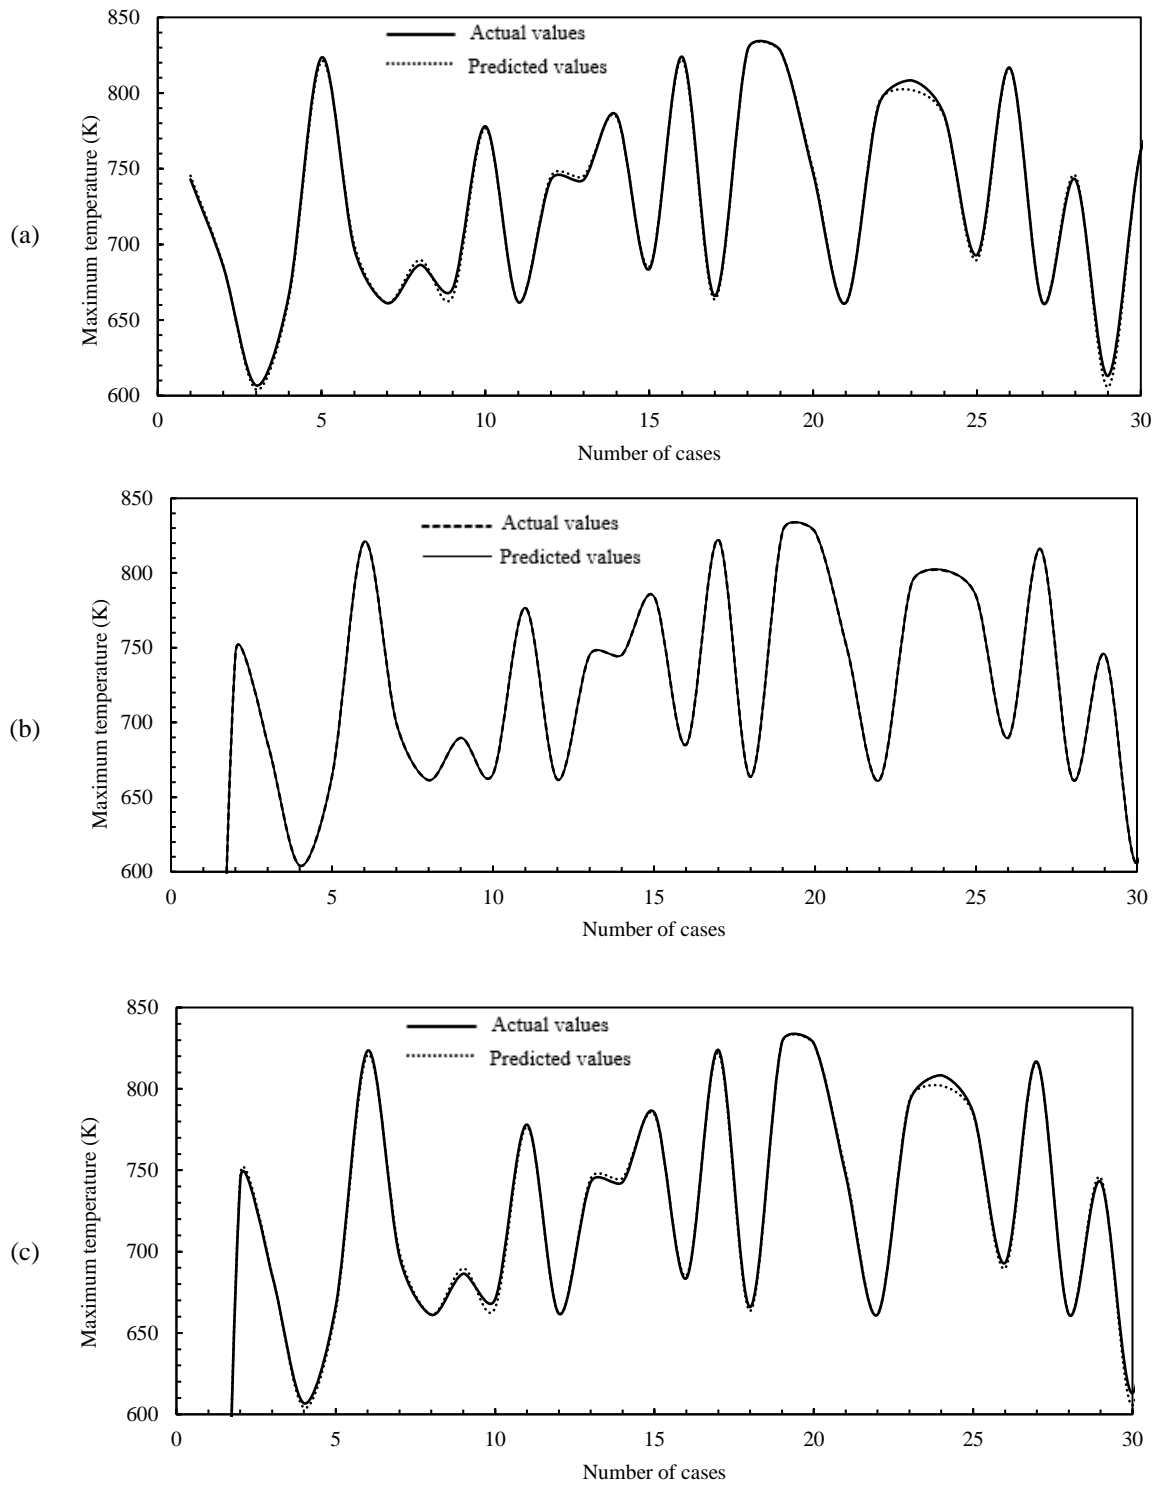 850
Actual values
Predicted values
800
750
700
650
600
Maximum temperature (K)
(a)
0 5 10 15 20 25 30
Number of cases
850
Actual values
Predicted values
800
750
700
650
600
Maximum temperature (K)
(b)
0 5 10 15 20 25 30
Number of cases
850
Actual values
Predicted values
800
750
700
650
600
Maximum temperature (K)
(c)
0 5 10 15 20 25 30
Number of cases